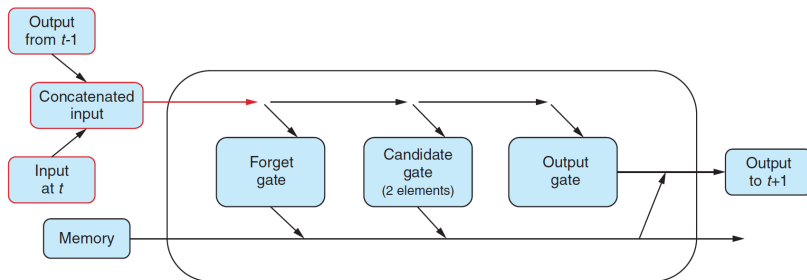 Output
from t-1
Concatenated
input
Input
at t
Memory
Forget
gate
Candidate
gate
(2 elements)
Output
gate
Output
to t+1